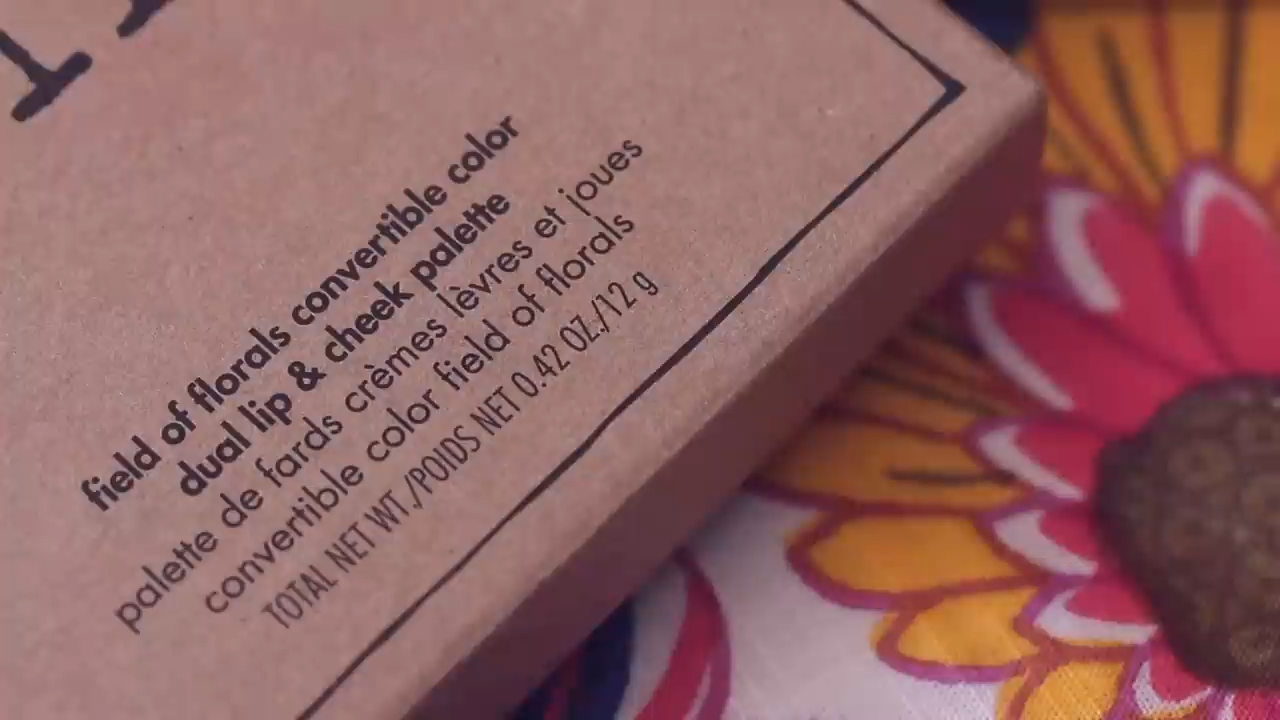 field of florals convertible color
dual lip & cheek palette
palette de fards crèmes lèvres et joues
convertible color field of florals
TOTAL NET WT./POIDS NET 0.42 OZ./12 g